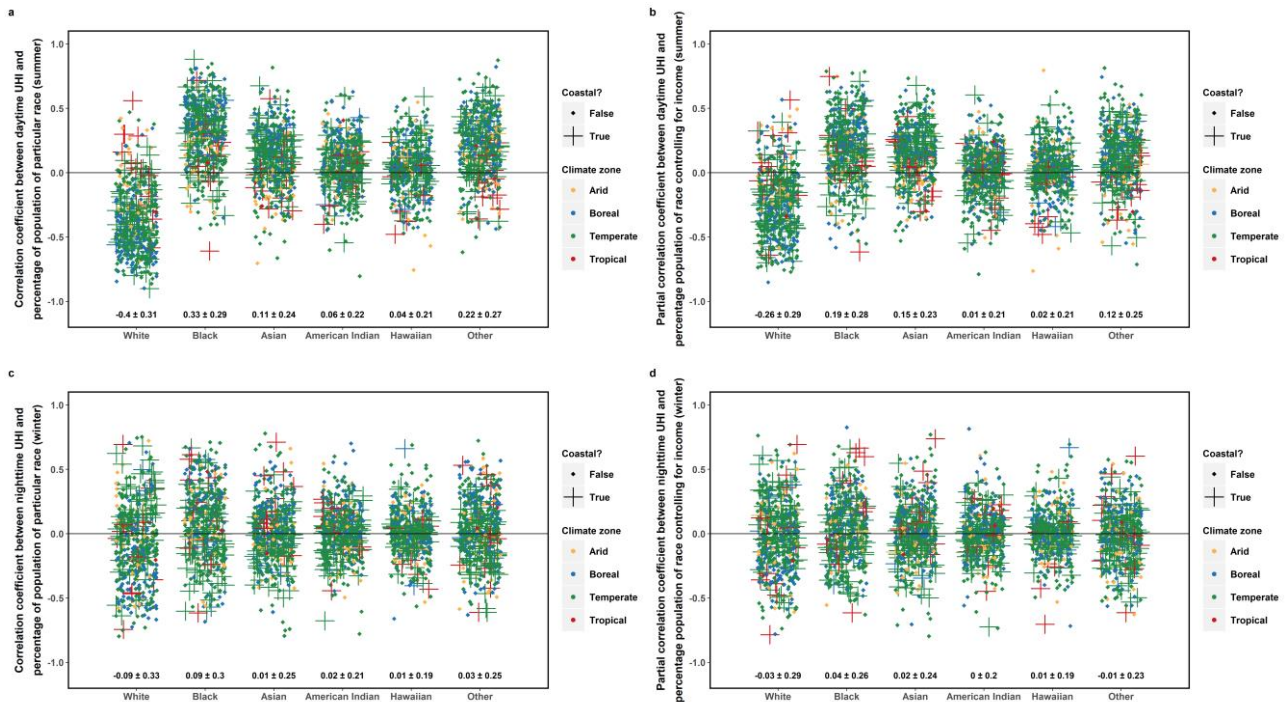 a
Correlation coefficient between daytime UHI and
percentage of population of particular race (summer)
1.0
0.5
0.0
-0.5
-1.0
-0.4 ± 0.31
0.33 ± 0.29
0.11 ± 0.24
0.06 ± 0.22
0.04 ± 0.21
0.22 ± 0.27
White
Black
Asian
American Indian
Hawaiian
Other
Coastal?
False
True
Climate zone
Arid
Boreal
Temperate
Tropical
b
Partial correlation coefficient between daytime UHI and
percentage population of race controlling for income (summer)
1.0
0.5
0.0
-0.5
-1.0
-0.26 ± 0.29
0.19 ± 0.28
0.15 ± 0.23
0.01 ± 0.21
0.02 ± 0.21
0.12 ± 0.25
White
Black
Asian
American Indian
Hawaiian
Other
Coastal?
False
True
Climate zone
Arid
Boreal
Temperate
Tropical
c
Correlation coefficient between nighttime UHI and
percentage of population of particular race (winter)
1.0
0.5
0.0
-0.5
-1.0
-0.09 ± 0.33
0.09 ± 0.3
0.01 ± 0.25
0.02 ± 0.21
0.01 ± 0.19
0.03 ± 0.25
White
Black
Asian
American Indian
Hawaiian
Other
Coastal?
False
True
Climate zone
Arid
Boreal
Temperate
Tropical
d
Partial correlation coefficient between nighttime UHI and
percentage population of race controlling for income (winter)
1.0
0.5
0.0
-0.5
-1.0
-0.03 ± 0.29
0.04 ± 0.26
0.02 ± 0.24
0 ± 0.2
0.01 ± 0.19
-0.01 ± 0.23
White
Black
Asian
American Indian
Hawaiian
Other
Coastal?
False
True
Climate zone
Arid
Boreal
Temperate
Tropical